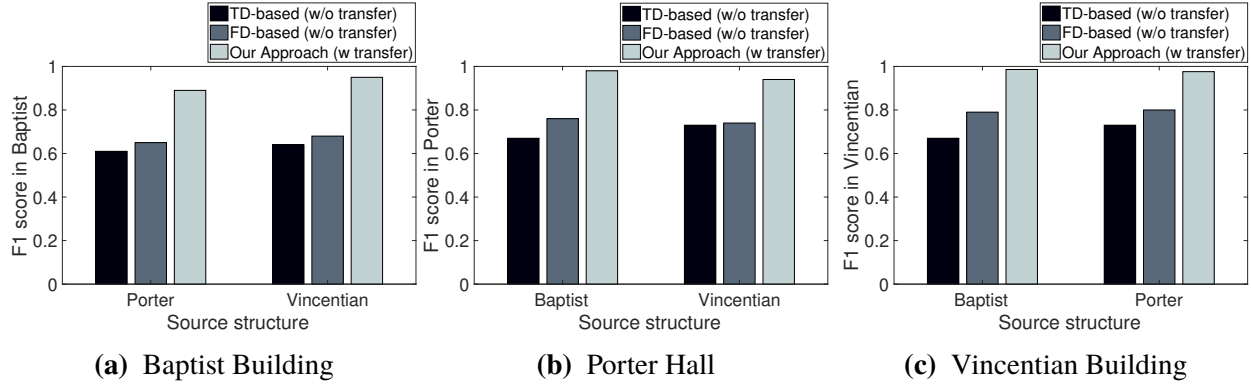 TD-based (w/o transfer)
FD-based (w/o transfer)
Our Approach (w transfer)
1
0.8
0.6
0.4
0.2
0
F1 score in Baptist
Porter
Vincentian
Source structure
(a) Baptist Building
TD-based (w/o transfer)
FD-based (w/o transfer)
Our Approach (w transfer)
1
0.8
0.6
0.4
0.2
0
F1 score in Porter
Baptist
Vincentian
Source structure
(b) Porter Hall
TD-based (w/o transfer)
FD-based (w/o transfer)
Our Approach (w transfer)
1
0.8
0.6
0.4
0.2
0
F1 score in Vincentian
Baptist
Porter
Source structure
(c) Vincentian Building